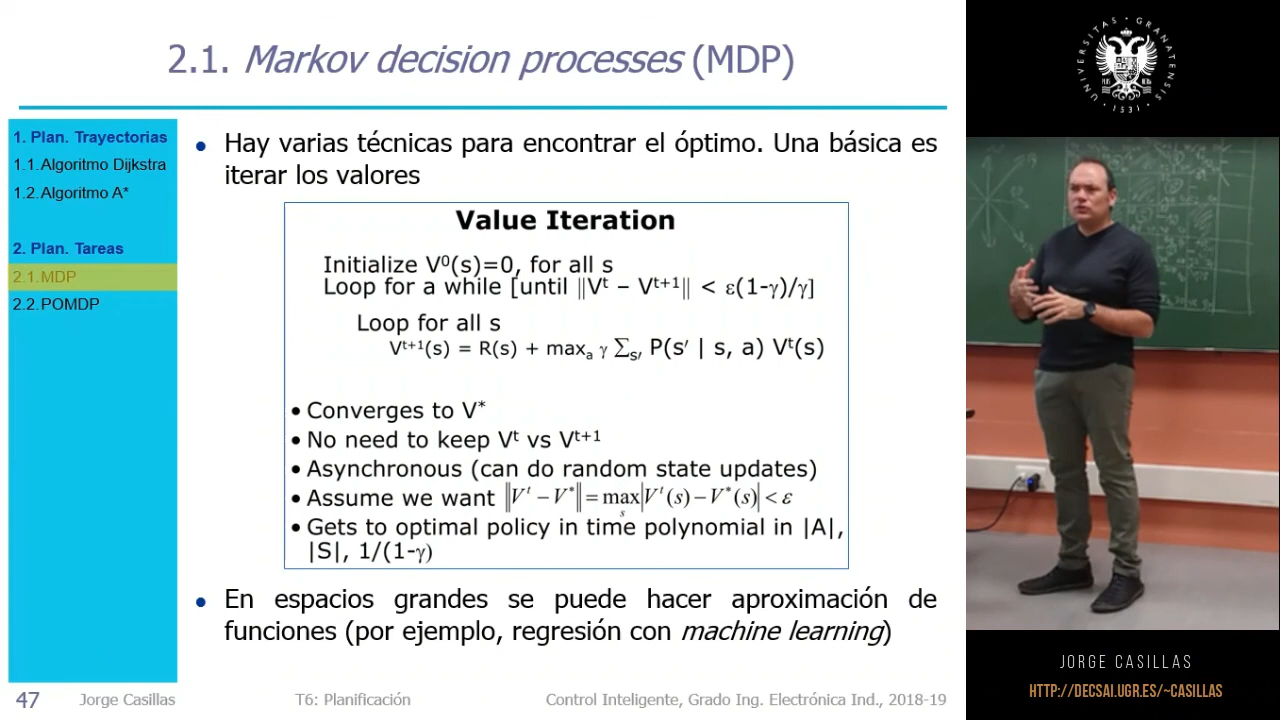 2.1. Markov decision processes (MDP)
1. Plan. Trayectorias
1.1. Algoritmo Dijkstra
1.2. Algoritmo A*
2. Plan. Tareas
2.1. MDP
2.2. POMDP
• Hay varias técnicas para encontrar el óptimo. Una básica es
iterar los valores
Value Iteration
Initialize V⁰(s)=0, for all s
Loop for a while [until ‖Vᵗ – Vᵗ⁺¹‖ < ε(1-γ)/γ]
Loop for all s
Vᵗ⁺¹(s) = R(s) + maxₐ γ ∑ₛ, P(s′ | s, a) Vᵗ(s)
• Converges to V*
• No need to keep Vᵗ vs Vᵗ⁺¹
• Asynchronous (can do random state updates)
• Assume we want ‖Vᵗ – V*‖ = maxₛ |Vᵗ(s) – V*(s)| < ε
• Gets to optimal policy in time polynomial in |A|,
|S|, 1/(1-γ)
• En espacios grandes se puede hacer aproximación de
funciones (por ejemplo, regresión con machine learning)
47 Jorge Casillas T6: Planificación Control Inteligente, Grado Ing. Electrónica Ind., 2018-19
UNIVERSITAS GRANATENSIS
1531
JORGE CASILLAS
HTTP://DECSAI.UGR.ES/~CASILLAS